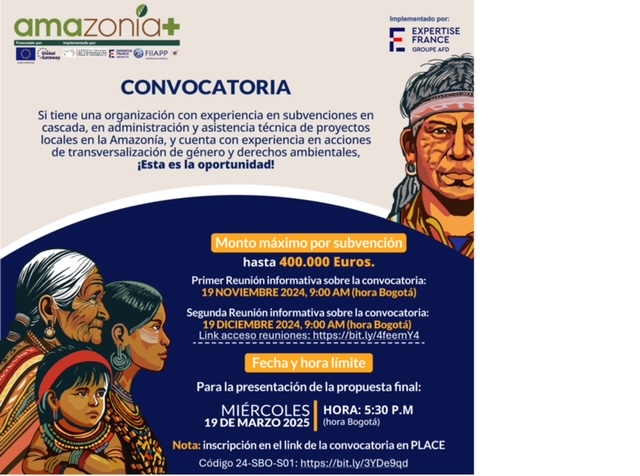 amazonía+
Implementado por:
Financiado por
Implementado por
EXPERTISE
FRANCE
GROUPE AFD
Global
Gateway
EXPERTISE
FRANCE
FIIAPP
CONVOCATORIA
Si tiene una organización con experiencia en subvenciones en
cascada, en administración y asistencia técnica de proyectos
locales en la Amazonía, y cuenta con experiencia en acciones
de transversalización de género y derechos ambientales,
¡Esta es la oportunidad!
Monto máximo por subvención
hasta 400.000 Euros.
Primer Reunión informativa sobre la convocatoria:
19 NOVIEMBRE 2024, 9:00 AM (hora Bogotá)
Segunda Reunión informativa sobre la convocatoria:
19 DICIEMBRE 2024, 9:00 AM (hora Bogotá)
Link acceso reuniones: https://bit.ly/4feemY4
Fecha y hora límite
Para la presentación de la propuesta final:
MIÉRCOLES
19 DE MARZO 2025
HORA: 5:30 P.M
(hora Bogotá)
Nota: inscripción en el link de la convocatoria en PLACE
Código 24-SBO-S01: https://bit.ly/3YDe9qd